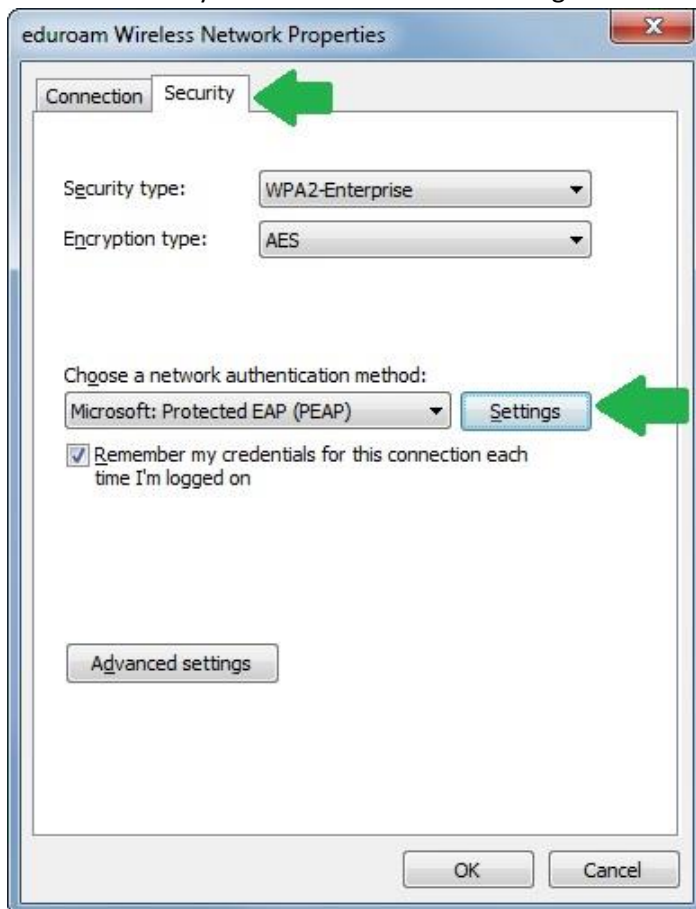 eduroam Wireless Network Properties
Connection Security
Security type: WPA2-Enterprise
Encryption type: AES
Choose a network authentication method:
Microsoft: Protected EAP (PEAP) Settings
Remember my credentials for this connection each
time I'm logged on
Advanced settings
OK Cancel